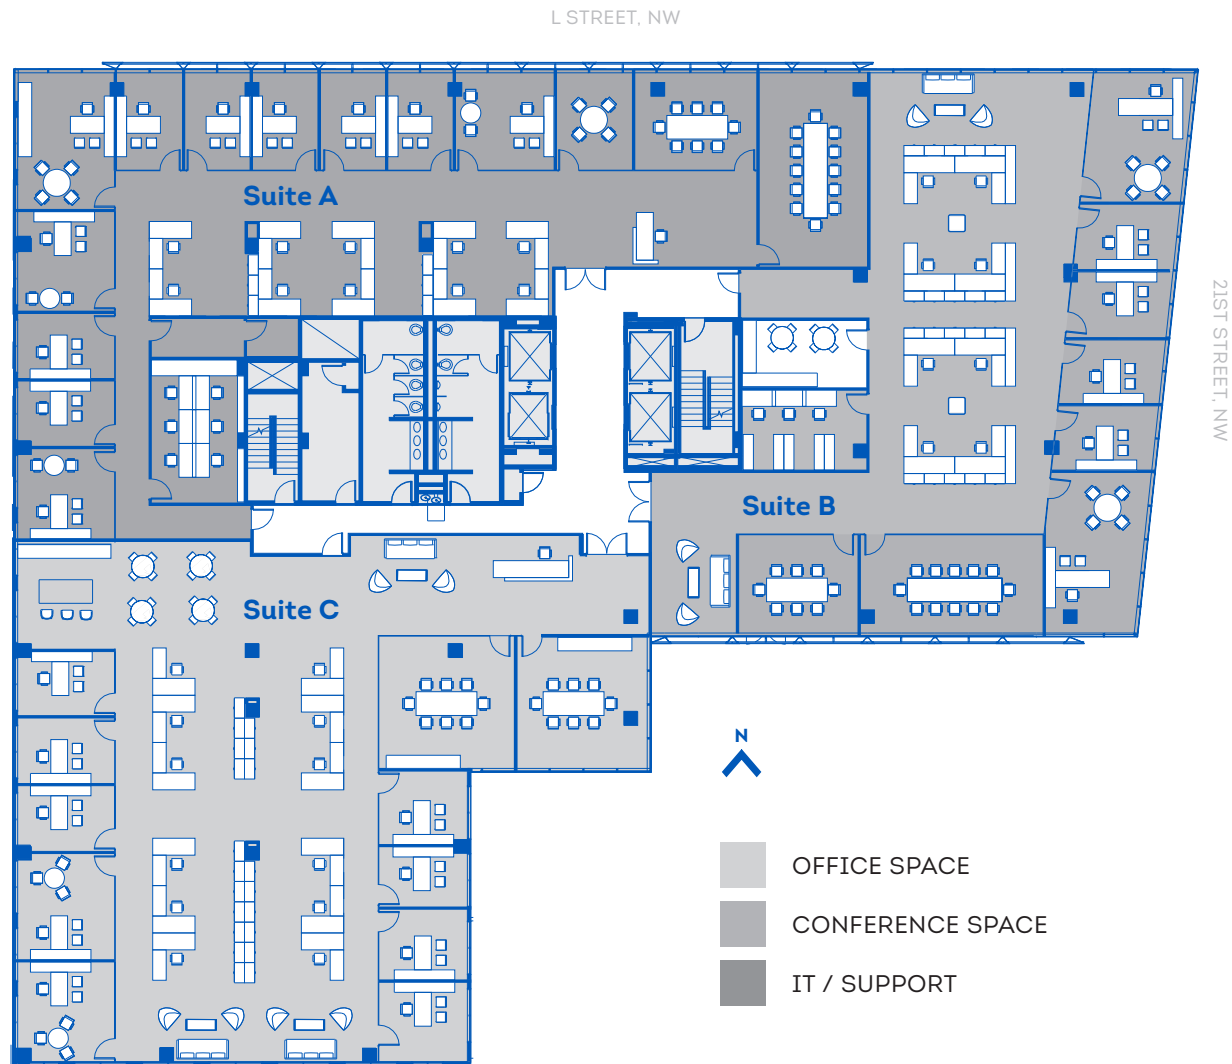 L STREET, NW
Suite A
21ST STREET, NW
Suite B
Suite C
N
OFFICE SPACE
CONFERENCE SPACE
IT / SUPPORT